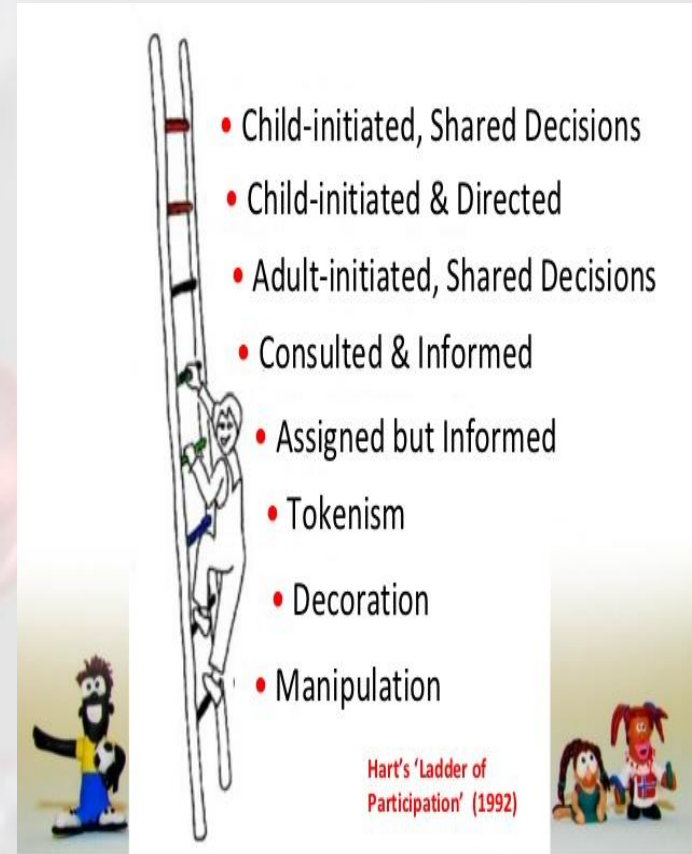 • Child-initiated, Shared Decisions
• Child-initiated & Directed
• Adult-initiated, Shared Decisions
• Consulted & Informed
• Assigned but Informed
• Tokenism
• Decoration
• Manipulation
Hart's 'Ladder of
Participation' (1992)